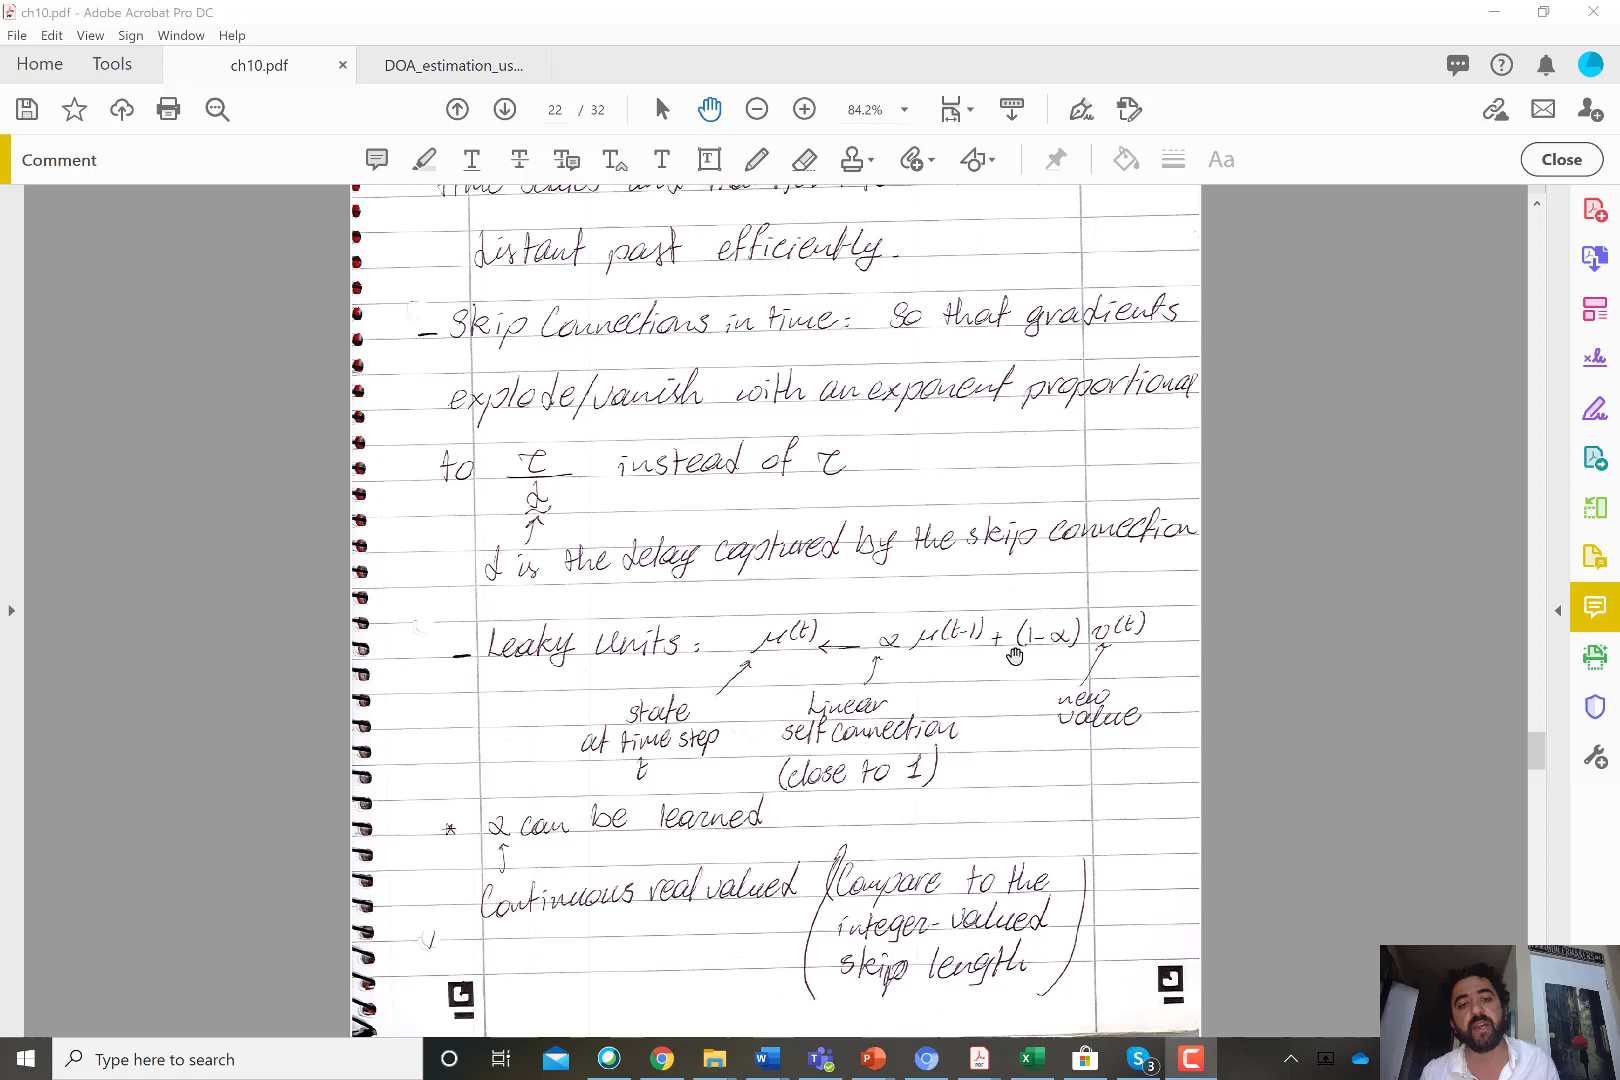 ch10.pdf - Adobe Acrobat Pro DC
File Edit View Sign Window Help
Home Tools ch10.pdf × DOA_estimation_us...
22 / 32 84.2%
Comment Aa Close
distant past efficiently.
- Skip Connections in time: So that gradients
explode/vanish with an exponent proportional
to τ/d instead of τ
d is the delay captured by the skip connection
- Leaky Units: μ(t) ← α μ(t-1) + (1-α) υ(t)
state at time step t
Linear self connection (close to 1)
new value
* α can be learned
Continuous real valued (Compare to the
integer-valued
skip length)
Type here to search
3